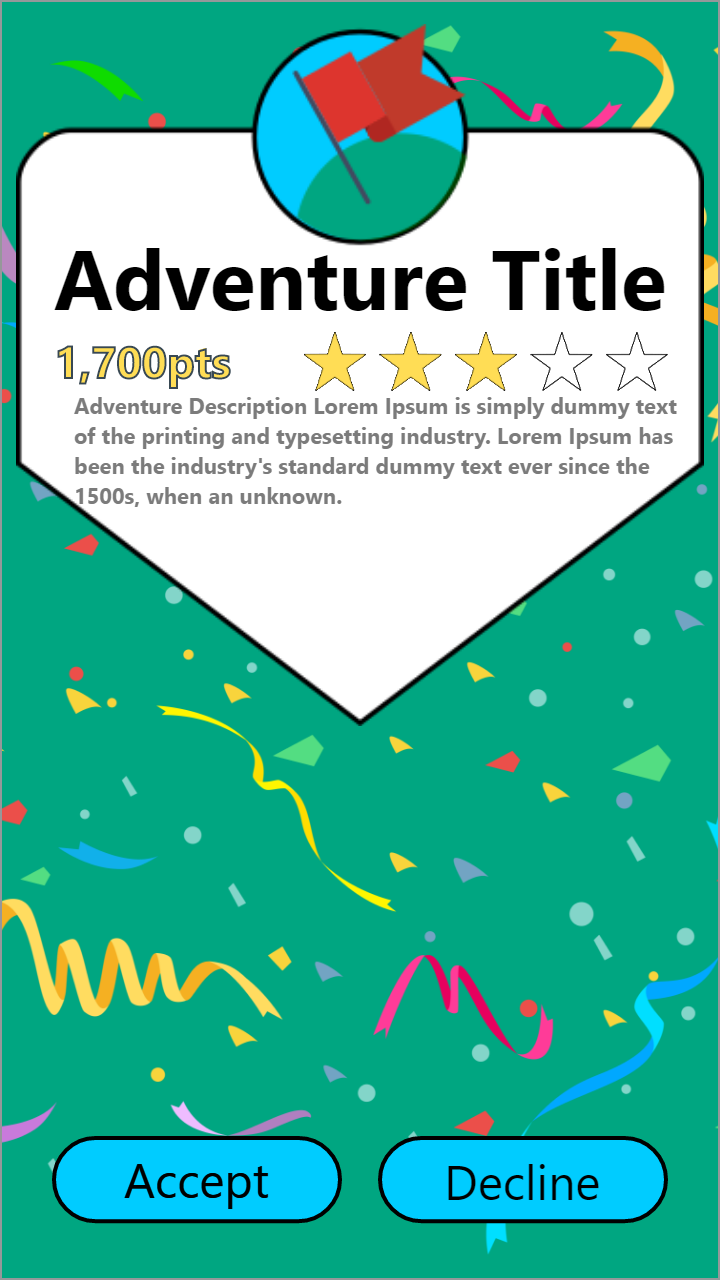 Adventure Title
1,700pts
Adventure Description Lorem Ipsum is simply dummy text
of the printing and typesetting industry. Lorem Ipsum has
been the industry's standard dummy text ever since the
1500s, when an unknown.
Accept
Decline